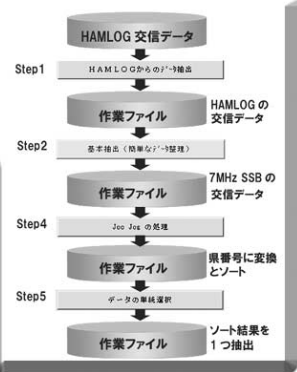 HAMLOG 交信データ
Step1
HAMLOGからのデータ抽出
作業ファイル
HAMLOGの
交信データ
Step2
基本抽出（簡単なデータ整理）
作業ファイル
7MHz SSBの
交信データ
Step4
Jcc Jcgの処理
作業ファイル
県番号に変換
とソート
Step5
データの単純選択
作業ファイル
ソート結果を
1つ抽出